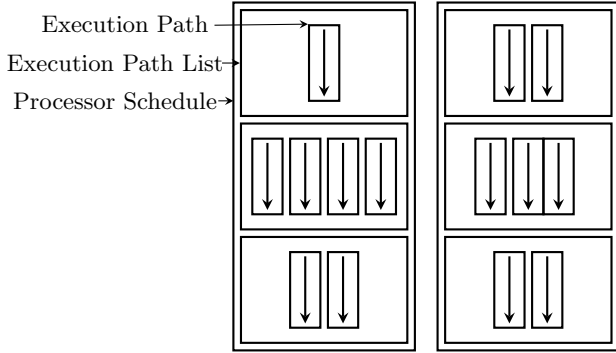 Execution Path
Execution Path List
Processor Schedule